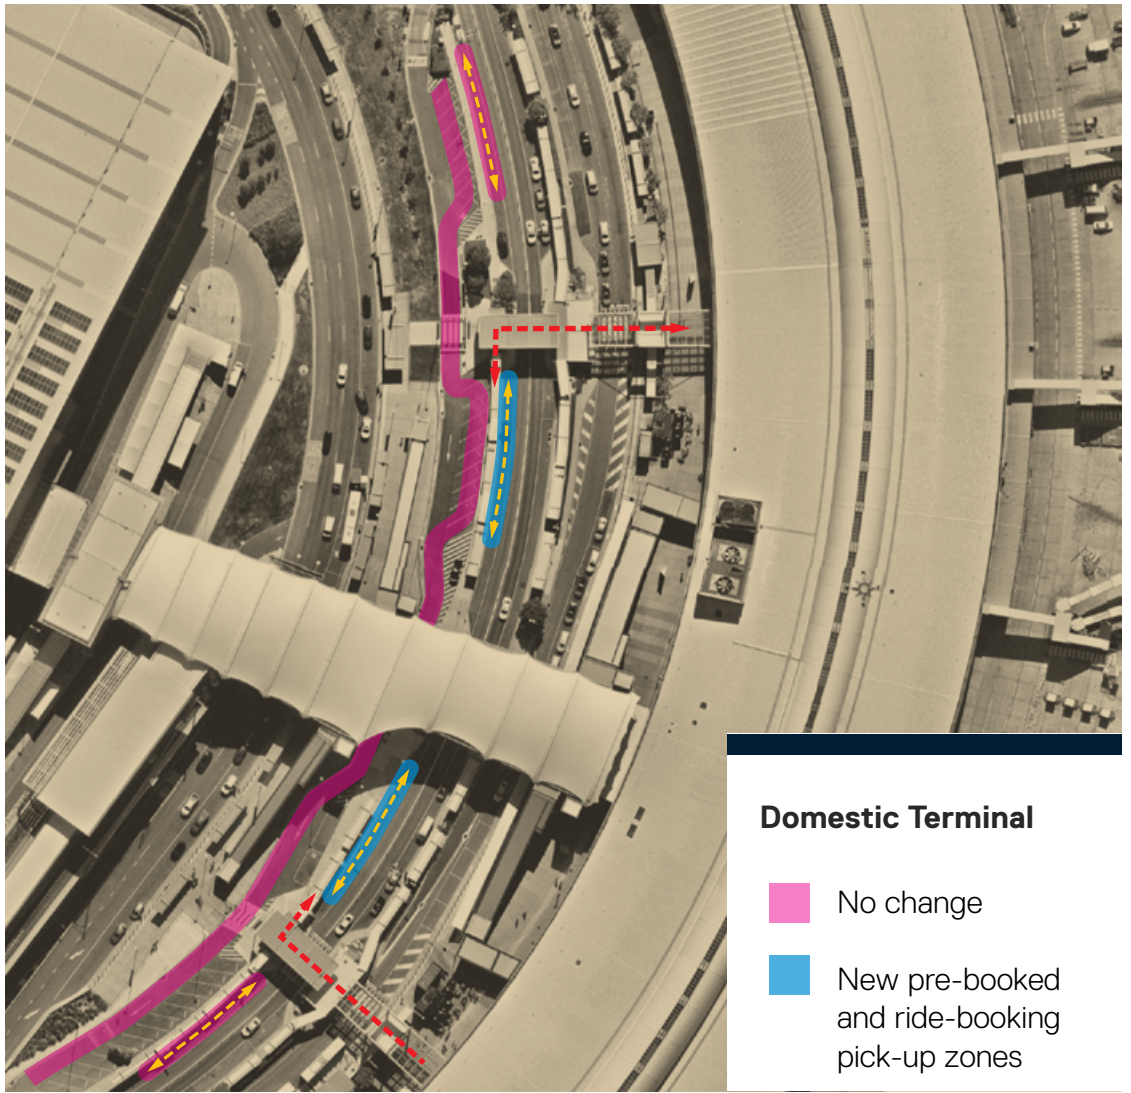 Domestic Terminal
No change
New pre-booked
and ride-booking
pick-up zones